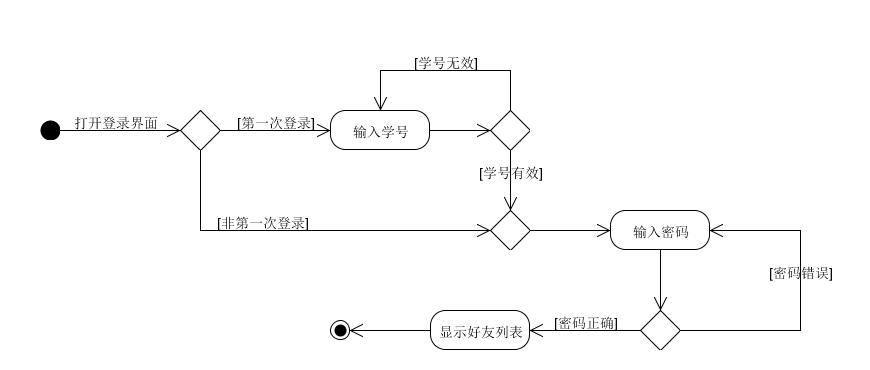 [学号无效]
打开登录界面
[第一次登录]
输入学号
[学号有效]
[非第一次登录]
输入密码
[密码错误]
显示好友列表
[密码正确]